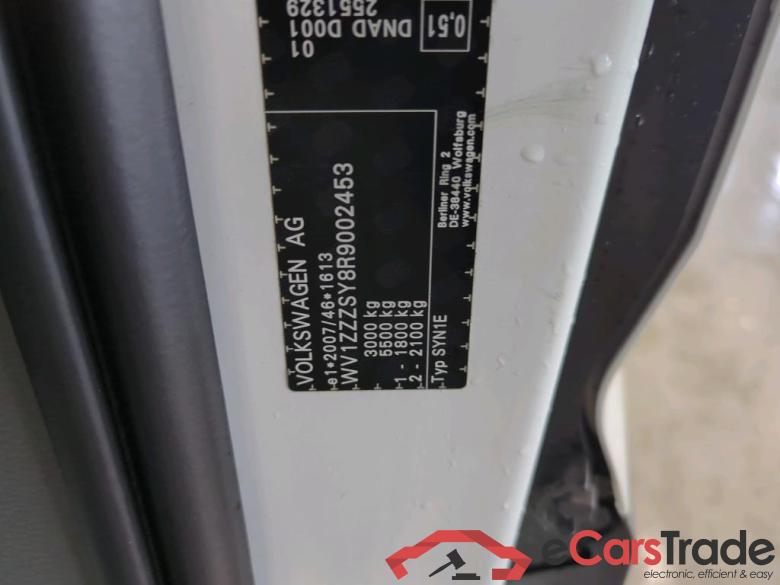 VOLKSWAGEN AG
e1*2007/46*1613
WV1ZZZSY8R9002453
3000 kg
5500 kg
1 - 1800 kg
2 - 2100 kg
Typ SYN1E
Berliner Ring 2
DE-38440 Wolfsburg
www.volkswagen.com
01
DNAD D001
2551329
0,51
eCarsTrade
electronic, efficient & easy